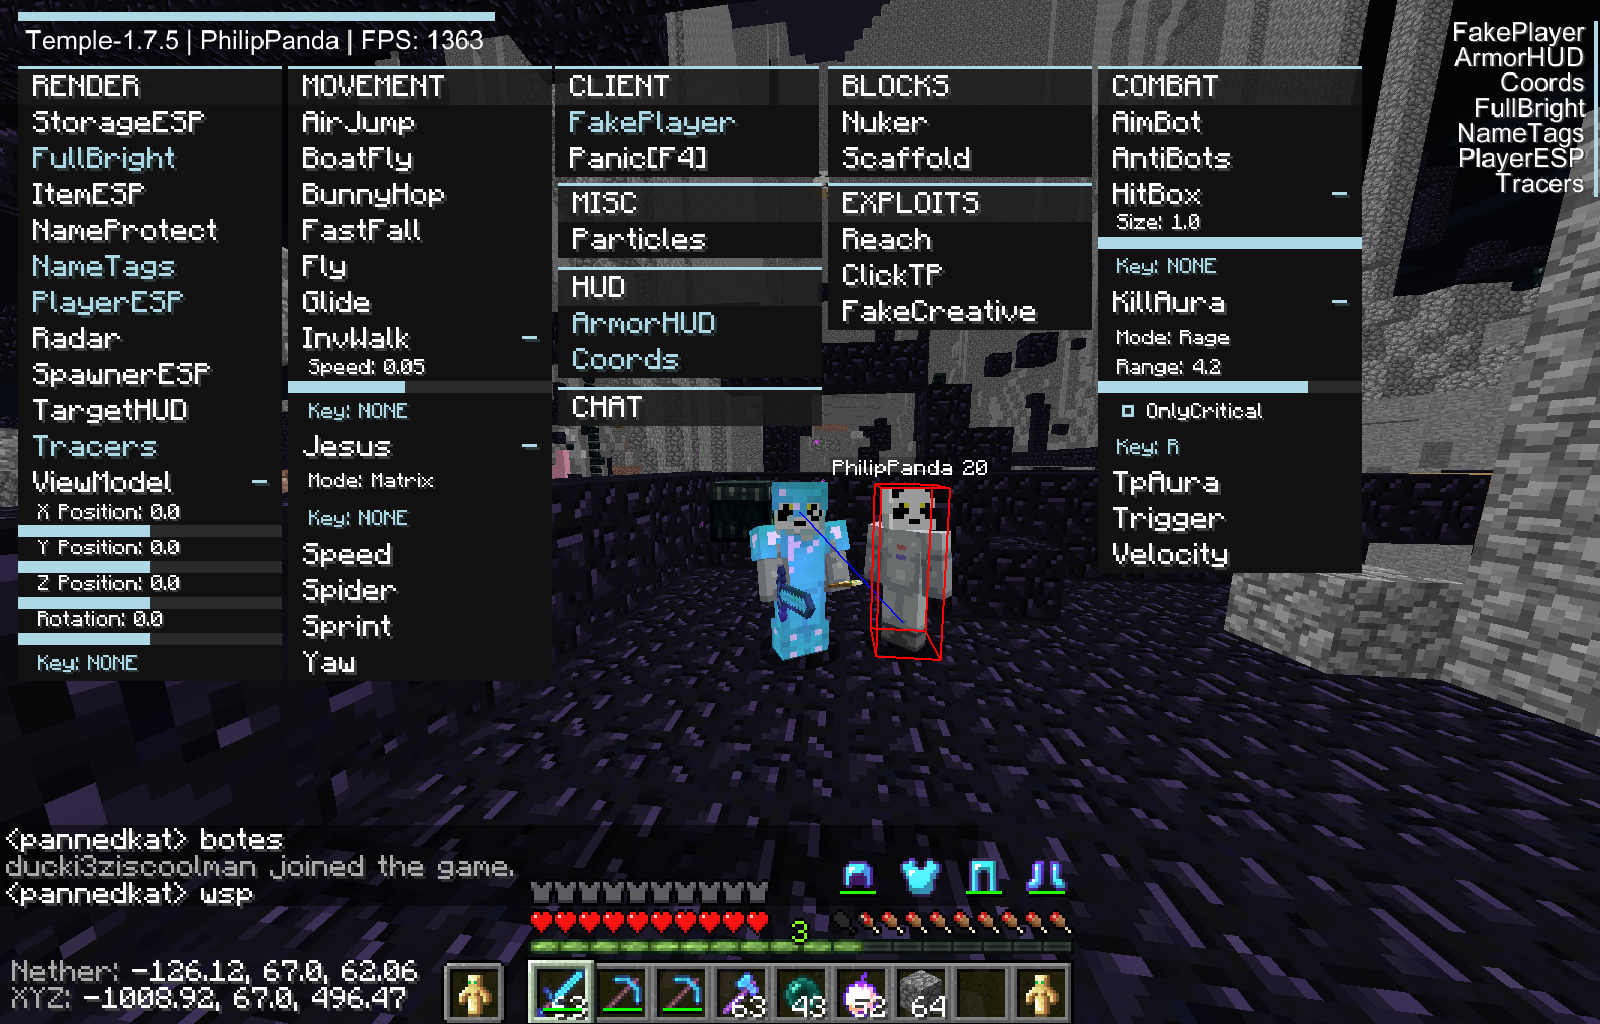 Temple-1.7.5 | PhilipPanda | FPS: 1363
RENDER
StorageESP
FullBright
ItemESP
NameProtect
NameTags
PlayerESP
Radar
SpawnerESP
TargetHUD
Tracers
ViewModel
X Position: 0.0
Y Position: 0.0
Z Position: 0.0
Rotation: 0.0
Key: NONE
MOVEMENT
AirJump
BoatFly
BunnyHop
FastFall
Fly
Glide
InvWalk
Speed: 0.05
Key: NONE
Jesus
Mode: Matrix
Key: NONE
Speed
Spider
Sprint
Yaw
CLIENT
FakePlayer
Panic[F4]
MISC
Particles
HUD
ArmorHUD
Coords
CHAT
BLOCKS
Nuker
Scaffold
EXPLOITS
Reach
ClickTP
FakeCreative
COMBAT
AimBot
AntiBots
HitBox
Size: 1.0
Key: NONE
KillAura
Mode: Rage
Range: 4.2
OnlyCritical
Key: R
TpAura
Trigger
Velocity
FakePlayer
ArmorHUD
Coords
FullBright
NameTags
PlayerESP
Tracers
PhilipPanda 20
<pannedkat> botes
ducki3ziscoolman joined the game.
<pannedkat> wsp
3
Nether: -126.12, 67.0, 62.06
XYZ: -1008.92, 67.0, 496.47
63
43
64